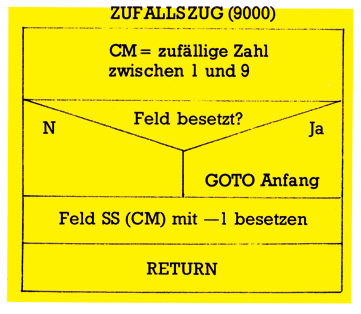 ZUFALLSZUG (9000)
CM = zufällige Zahl
zwischen 1 und 9
Feld besetzt?
N
Ja
GOTO Anfang
Feld SS (CM) mit —1 besetzen
RETURN